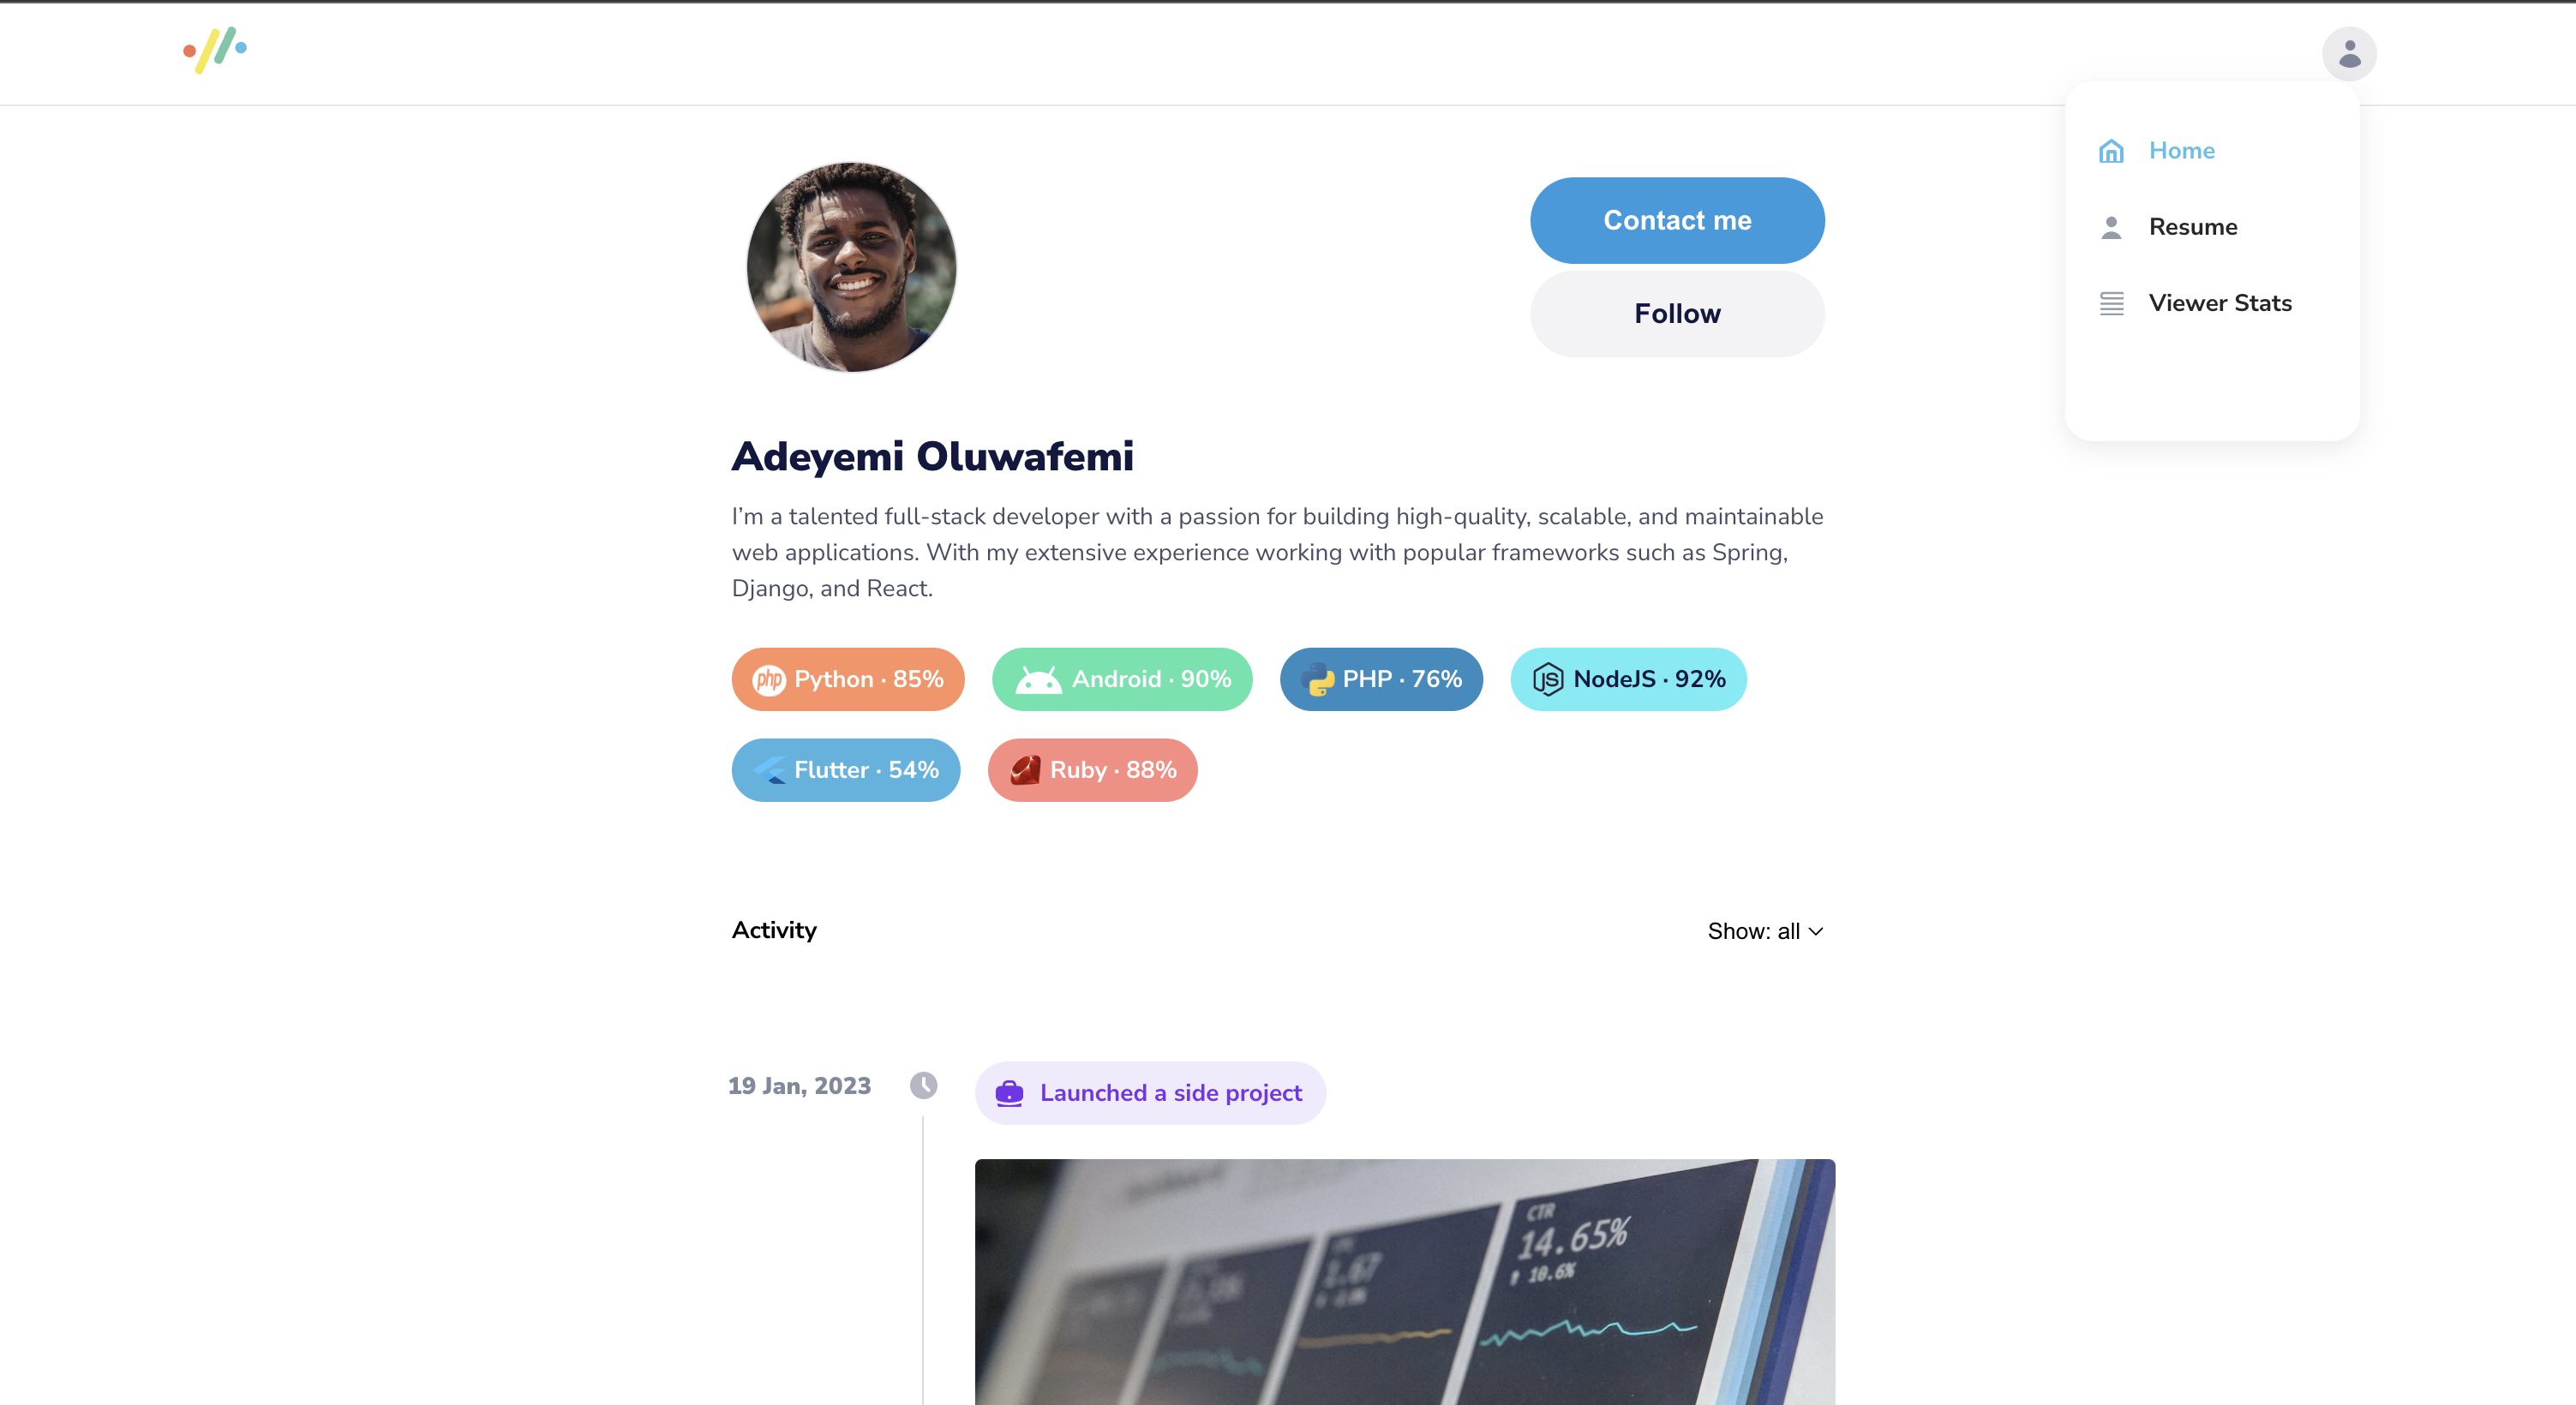 Home
Resume
Viewer Stats
Contact me
Follow
Adeyemi Oluwafemi
I'm a talented full-stack developer with a passion for building high-quality, scalable, and maintainable
web applications. With my extensive experience working with popular frameworks such as Spring,
Django, and React.
php Python · 85%
Android · 90%
PHP · 76%
JS NodeJS · 92%
Flutter · 54%
Ruby · 88%
Activity
Show: all
19 Jan, 2023
Launched a side project
CTR
14.65%
10.6%
1.67